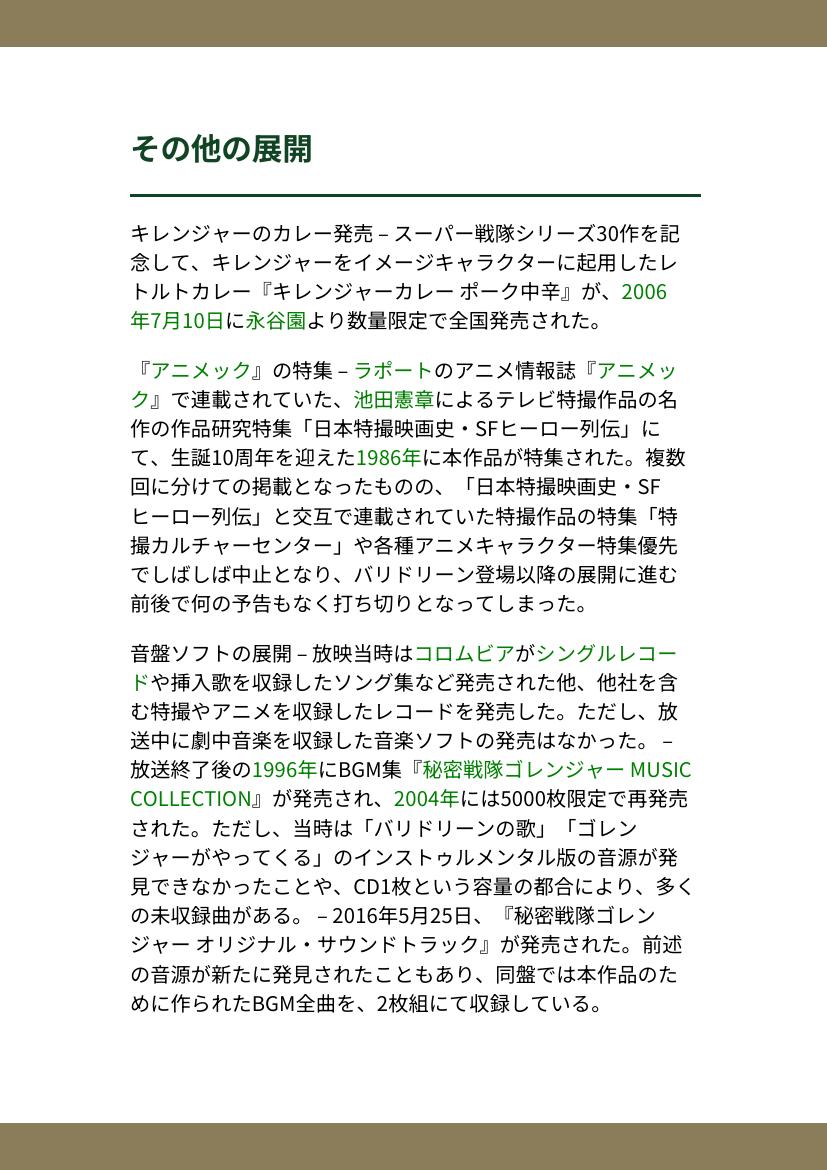 その他の展開
キレンジャーのカレー発売 – スーパー戦隊シリーズ30作を記
念して、キレンジャーをイメージキャラクターに起用したレ
トルトカレー『キレンジャーカレー ポーク中辛』が、2006
年7月10日に永谷園より数量限定で全国発売された。
『アニメック』の特集 – ラポートのアニメ情報誌『アニメッ
ク』で連載されていた、池田憲章によるテレビ特撮作品の名
作の作品研究特集「日本特撮映画史・SFヒーロー列伝」に
て、生誕10周年を迎えた1986年に本作品が特集された。複数
回に分けての掲載となったものの、「日本特撮映画史・SF
ヒーロー列伝」と交互で連載されていた特撮作品の特集「特
撮カルチャーセンター」や各種アニメキャラクター特集優先
でしばしば中止となり、バリドリーン登場以降の展開に進む
前後で何の予告もなく打ち切りとなってしまった。
音盤ソフトの展開 – 放映当時はコロムビアがシングルレコー
ドや挿入歌を収録したソング集など発売された他、他社を含
む特撮やアニメを収録したレコードを発売した。ただし、放
送中に劇中音楽を収録した音楽ソフトの発売はなかった。 –
放送終了後の1996年にBGM集『秘密戦隊ゴレンジャー MUSIC
COLLECTION』が発売され、2004年には5000枚限定で再発売
された。ただし、当時は「バリドリーンの歌」「ゴレン
ジャーがやってくる」のインストゥルメンタル版の音源が発
見できなかったことや、CD1枚という容量の都合により、多く
の未収録曲がある。 – 2016年5月25日、『秘密戦隊ゴレン
ジャー オリジナル・サウンドトラック』が発売された。前述
の音源が新たに発見されたこともあり、同盤では本作品のた
めに作られたBGM全曲を、2枚組にて収録している。